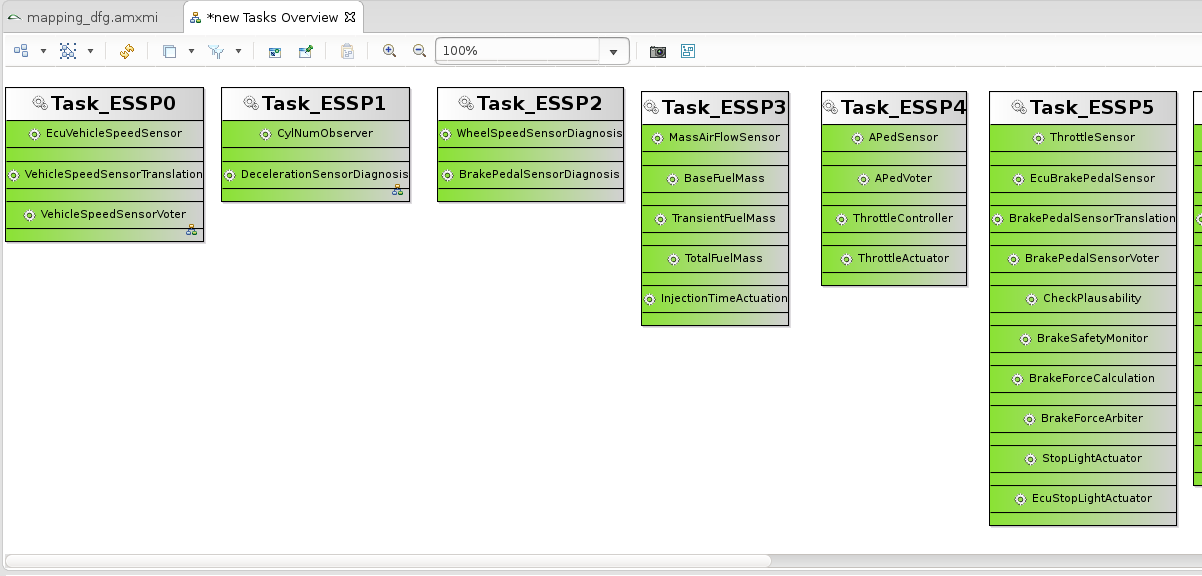 mapping_dfg.amxmi
*new Tasks Overview
100%
Task_ESSP0
EcuVehicleSpeedSensor
VehicleSpeedSensorTranslation
VehicleSpeedSensorVoter
Task_ESSP1
CylNumObserver
DecelerationSensorDiagnosis
Task_ESSP2
WheelSpeedSensorDiagnosis
BrakePedalSensorDiagnosis
Task_ESSP3
MassAirFlowSensor
BaseFuelMass
TransientFuelMass
TotalFuelMass
InjectionTimeActuation
Task_ESSP4
APedSensor
APedVoter
ThrottleController
ThrottleActuator
Task_ESSP5
ThrottleSensor
EcuBrakePedalSensor
BrakePedalSensorTranslation
BrakePedalSensorVoter
CheckPlausability
BrakeSafetyMonitor
BrakeForceCalculation
BrakeForceArbiter
StopLightActuator
EcuStopLightActuator